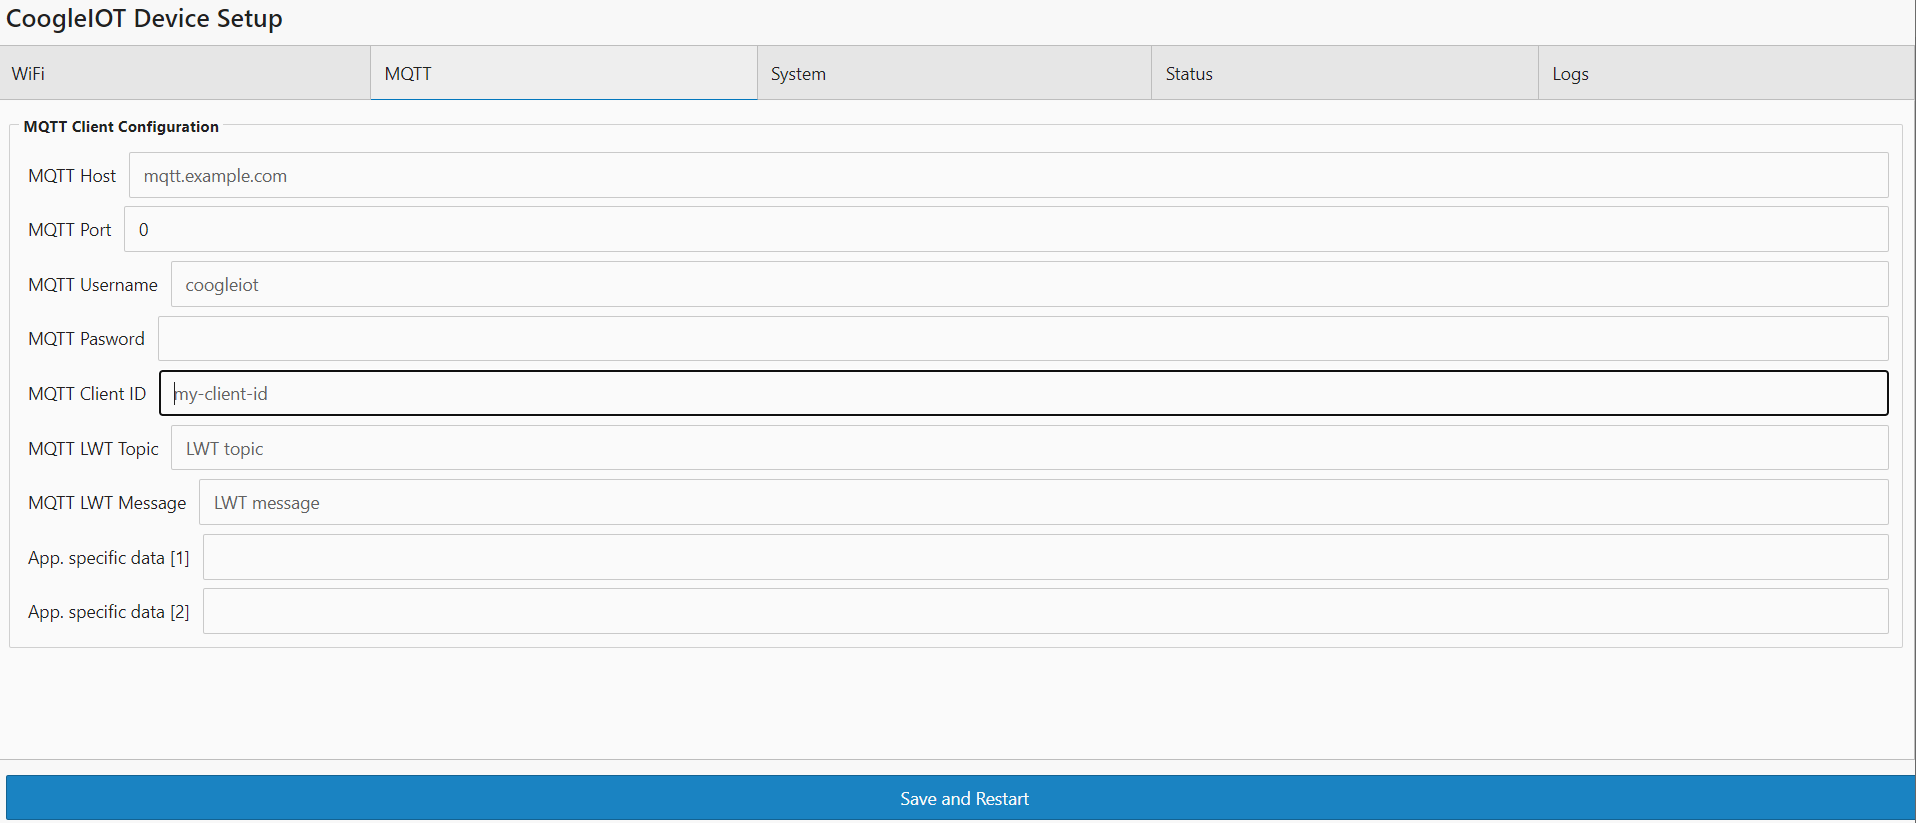 CoogleIOT Device Setup
WiFi MQTT System Status Logs
MQTT Client Configuration
MQTT Host mqtt.example.com
MQTT Port 0
MQTT Username coogleiot
MQTT Pasword
MQTT Client ID my-client-id
MQTT LWT Topic LWT topic
MQTT LWT Message LWT message
App. specific data [1]
App. specific data [2]
Save and Restart